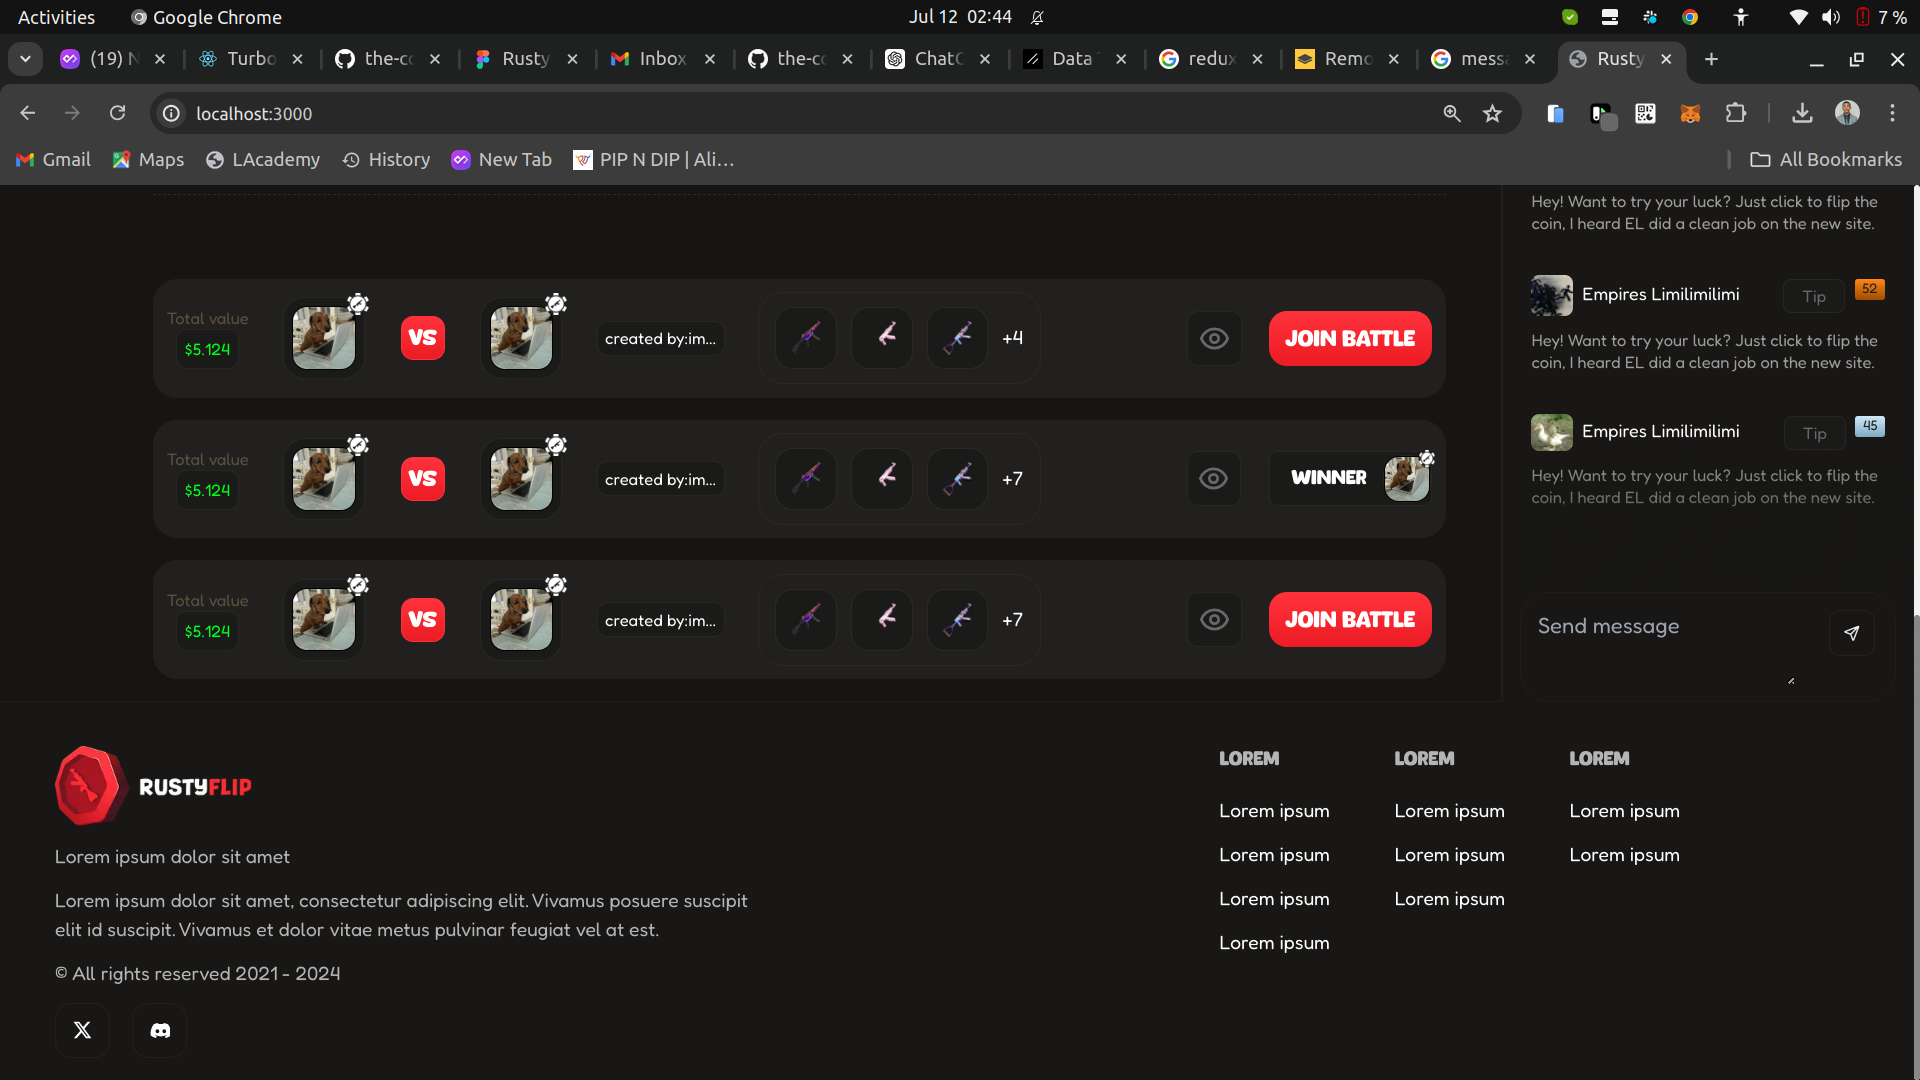 Activities
Google Chrome
Jul 12 02:44
7 %
(19) N
Turbo
the-co
Rusty
Inbox
the-co
ChatG
Data
redux
Remo
messa
Rusty
localhost:3000
Gmail
Maps
LAcademy
History
New Tab
PIP N DIP | Ali...
All Bookmarks
Total value
$5.124
VS
created by:im...
+4
JOIN BATTLE
Total value
$5.124
VS
created by:im...
+7
WINNER
Total value
$5.124
VS
created by:im...
+7
JOIN BATTLE
Hey! Want to try your luck? Just click to flip the
coin, I heard EL did a clean job on the new site.
Empires Limilimilimi
Tip
52
Hey! Want to try your luck? Just click to flip the
coin, I heard EL did a clean job on the new site.
Empires Limilimilimi
Tip
45
Hey! Want to try your luck? Just click to flip the
coin, I heard EL did a clean job on the new site.
Send message
RUSTYFLIP
Lorem ipsum dolor sit amet
Lorem ipsum dolor sit amet, consectetur adipiscing elit. Vivamus posuere suscipit
elit id suscipit. Vivamus et dolor vitae metus pulvinar feugiat vel at est.
© All rights reserved 2021 - 2024
LOREM
Lorem ipsum
Lorem ipsum
Lorem ipsum
Lorem ipsum
LOREM
Lorem ipsum
Lorem ipsum
Lorem ipsum
LOREM
Lorem ipsum
Lorem ipsum